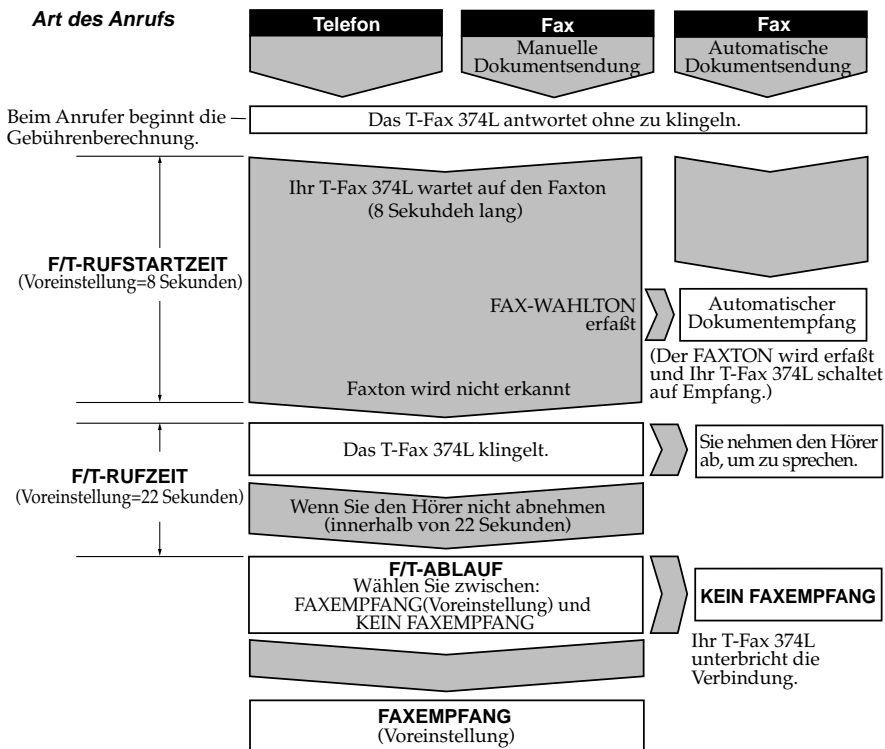 Art des Anrufs
Telefon
Fax
Fax
Manuelle
Dokumentsendung
Automatische
Dokumentsendung
Beim Anrufer beginnt die
Gebührenberechnung.
Das T-Fax 374L antwortet ohne zu klingeln.
Ihr T-Fax 374L wartet auf den Faxton
(8 Sekuhdeh lang)
F/T-RUFSTARTZEIT
(Voreinstellung=8 Sekunden)
FAX-WAHLTON
erfaßt
Automatischer
Dokumentempfang
(Der FAXTON wird erfaßt
und Ihr T-Fax 374L schaltet
auf Empfang.)
Faxton wird nicht erkannt
Das T-Fax 374L klingelt.
Sie nehmen den Hörer
ab, um zu sprechen.
F/T-RUFZEIT
(Voreinstellung=22 Sekunden)
Wenn Sie den Hörer nicht abnehmen
(innerhalb von 22 Sekunden)
F/T-ABLAUF
Wählen Sie zwischen:
FAXEMPFANG(Voreinstellung) und
KEIN FAXEMPFANG
KEIN FAXEMPFANG
Ihr T-Fax 374L
unterbricht die
Verbindung.
FAXEMPFANG
(Voreinstellung)